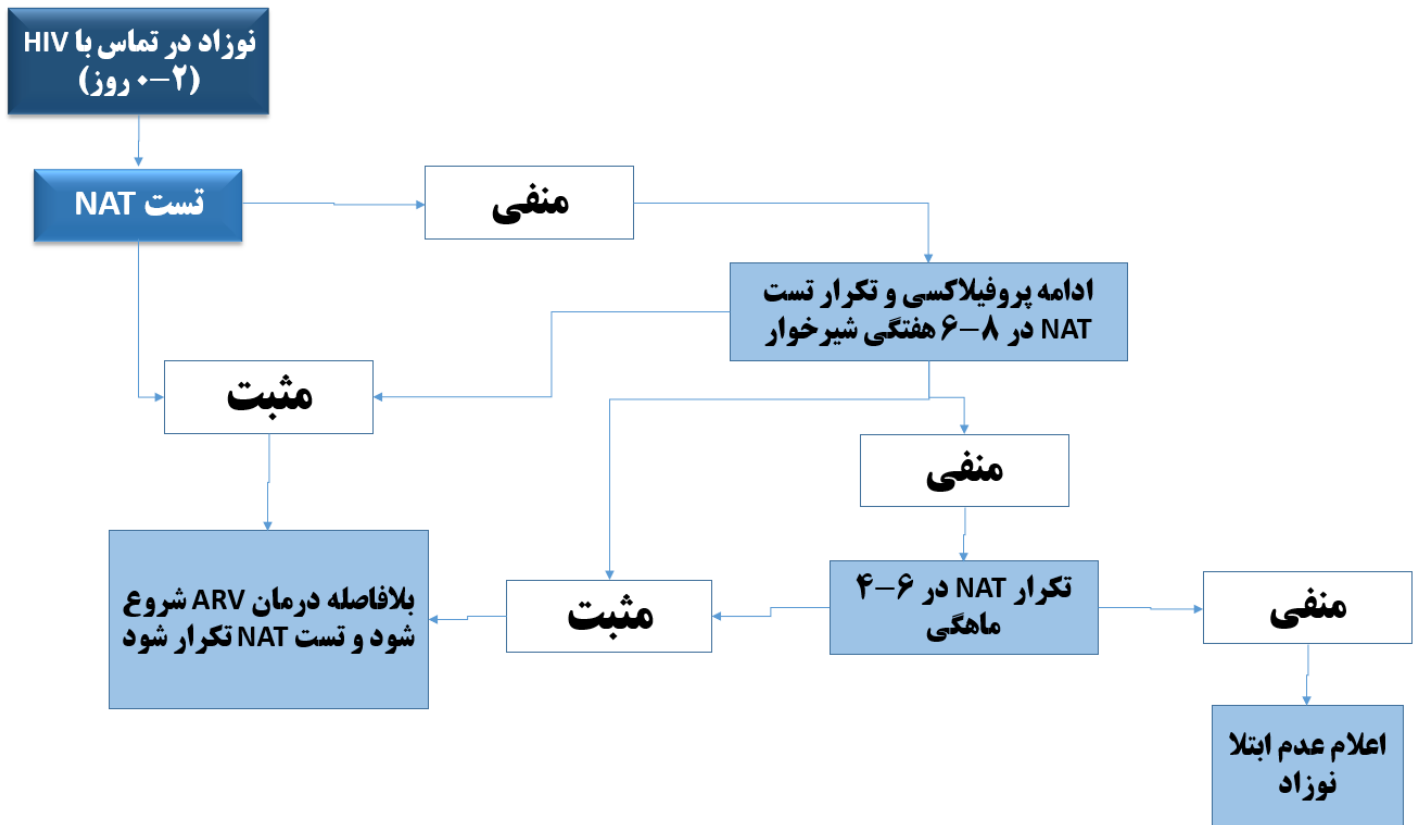 نوزاد در تماس با HIV
(۰–۲ روز)
تست NAT
منفی
ادامه پروفیلاکسی و تکرار تست
NAT در ۸–۶ هفتگی شیرخوار
مثبت
منفی
بلافاصله درمان ARV شروع
شود و تست NAT تکرار شود
مثبت
تکرار NAT در ۶–۴
ماهگی
منفی
اعلام عدم ابتلا
نوزاد